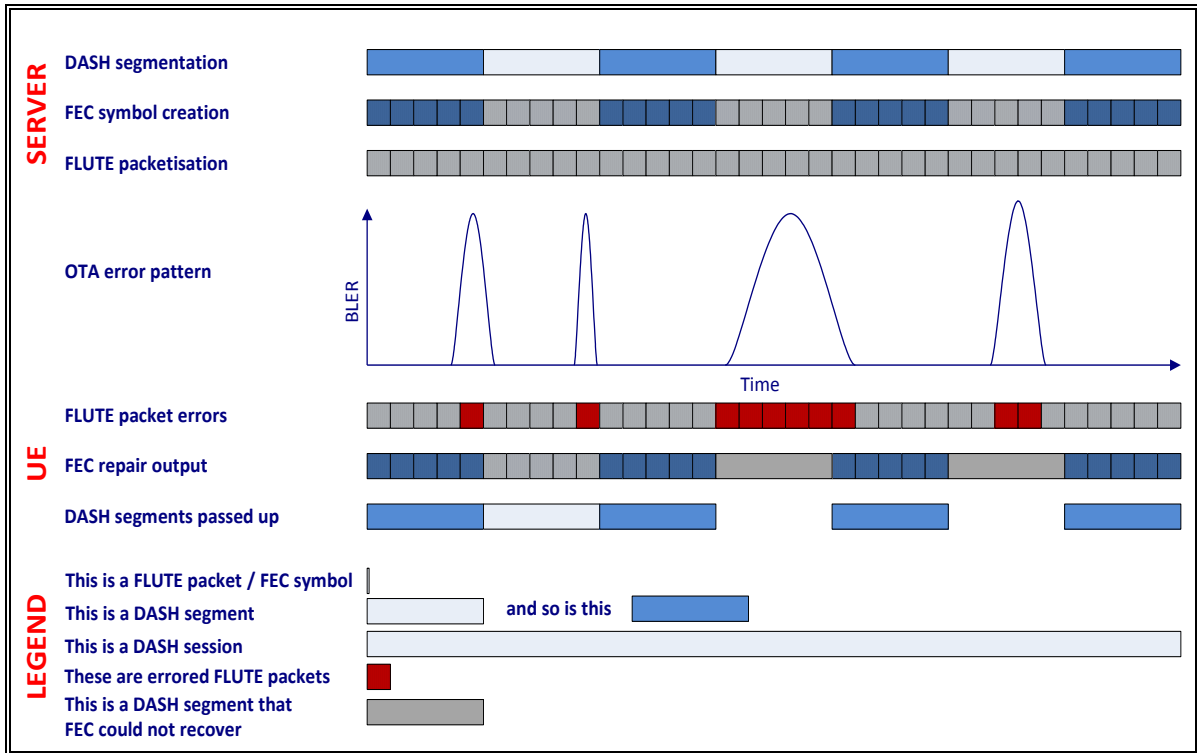 SERVER
DASH segmentation
FEC symbol creation
FLUTE packetisation
OTA error pattern
BLER
Time
UE
FLUTE packet errors
FEC repair output
DASH segments passed up
LEGEND
This is a FLUTE packet / FEC symbol
This is a DASH segment
and so is this
This is a DASH session
These are errored FLUTE packets
This is a DASH segment that
FEC could not recover